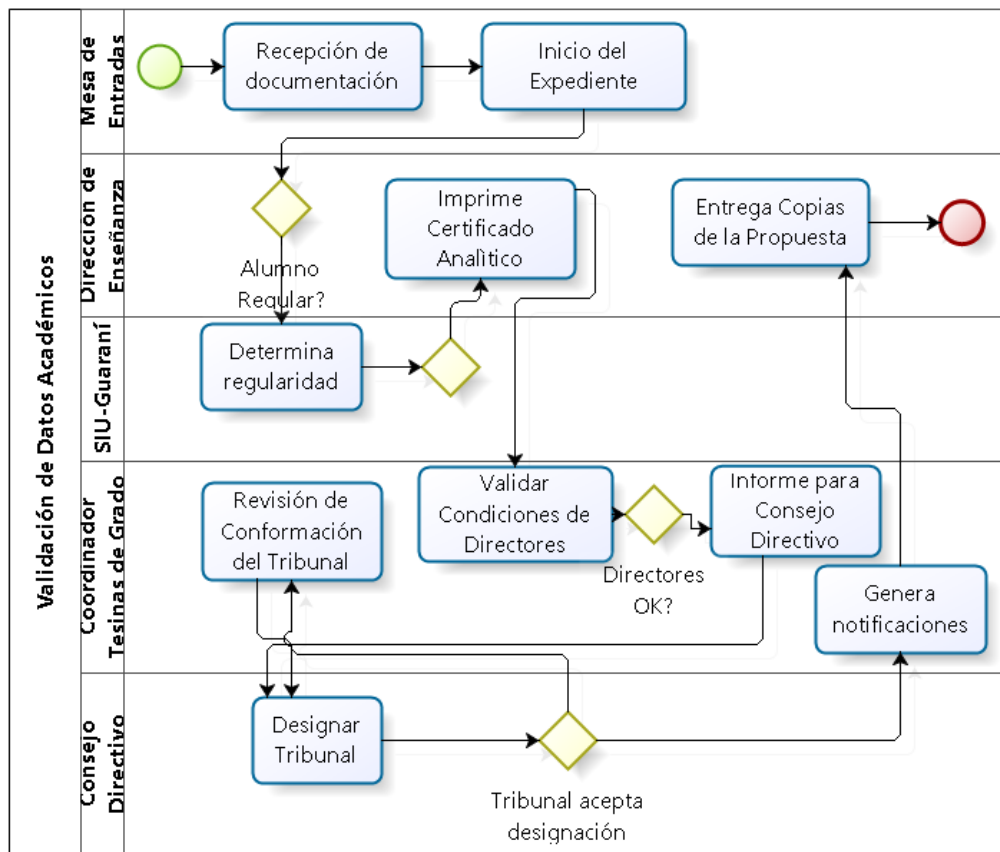 Validación de Datos Académicos
Mesa de
Entradas
Recepción de
documentación
Inicio del
Expediente
Dirección de
Enseñanza
Alumno
Regular?
Imprime
Certificado
Analìtico
Entrega Copias
de la Propuesta
SIU-Guaraní
Determina
regularidad
Coordinador
Tesinas de Grado
Revisión de
Conformación
del Tribunal
Validar
Condiciones de
Directores
Directores
OK?
Informe para
Consejo
Directivo
Genera
notificaciones
Consejo
Directivo
Designar
Tribunal
Tribunal acepta
designación